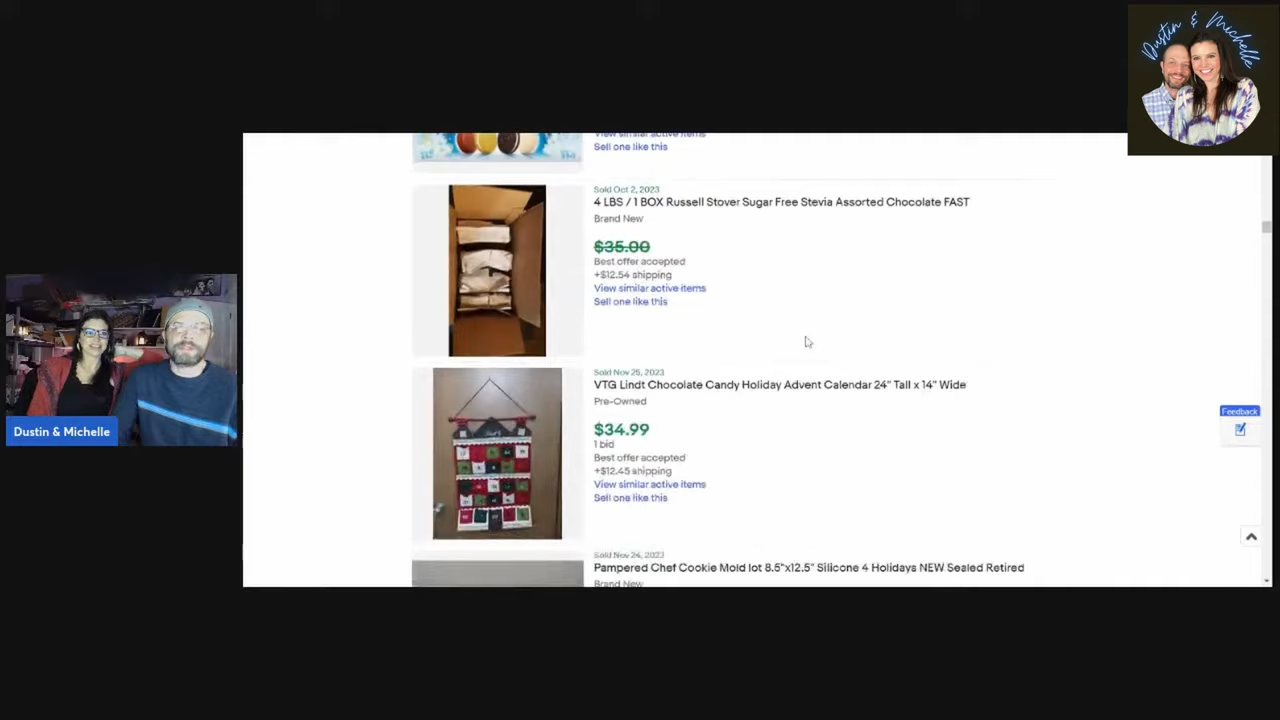 Dustin & Michelle
View similar active items
Sell one like this
Sold Oct 2, 2023
4 LBS / 1 BOX Russell Stover Sugar Free Stevia Assorted Chocolate FAST
Brand New
$35.00
Best offer accepted
+$12.54 shipping
View similar active items
Sell one like this
Sold Nov 25, 2023
VTG Lindt Chocolate Candy Holiday Advent Calendar 24" Tall x 14" Wide
Pre-Owned
$34.99
1 bid
Best offer accepted
+$12.45 shipping
View similar active items
Sell one like this
Sold Nov 24, 2023
Pampered Chef Cookie Mold lot 8.5"x12.5" Silicone 4 Holidays NEW Sealed Retired
Brand New
Feedback
Dustin & Michelle